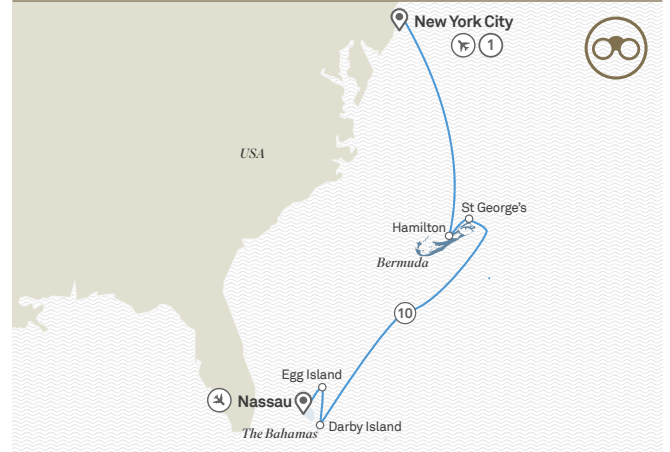 New York City
1
USA
St George's
Hamilton
Bermuda
10
Egg Island
Nassau
Darby Island
The Bahamas